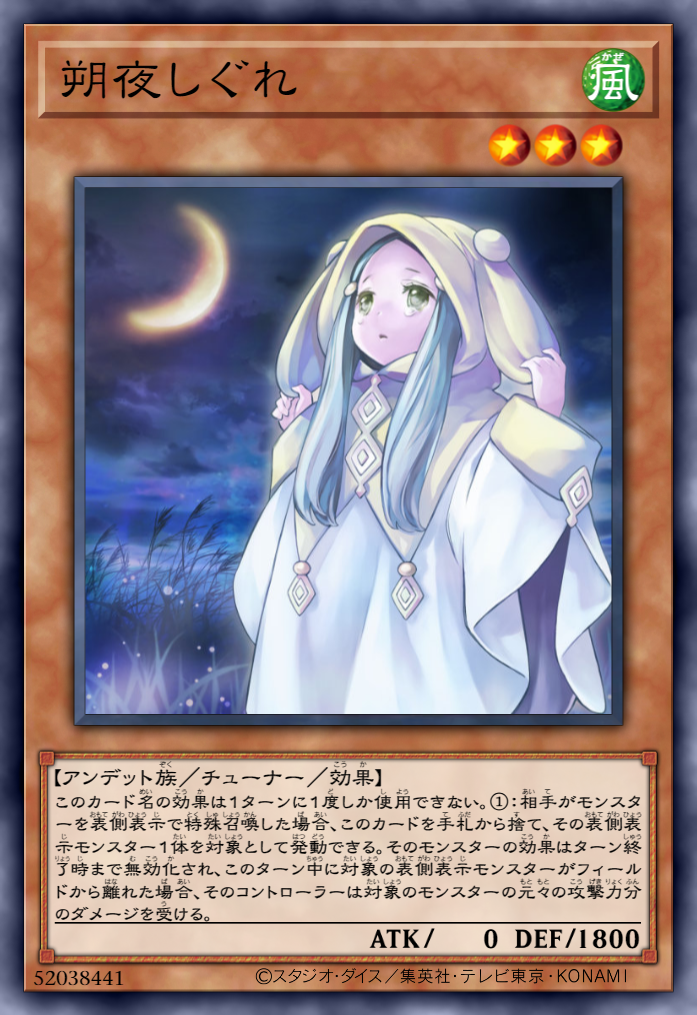 朔夜しぐれ
かぜ
風
【アンデット族／チューナー／効果】
このカード名の効果は１ターンに１度しか使用できない。①：相手がモンスタ
ーを表側表示で特殊召喚した場合、このカードを手札から捨て、その表側表
示モンスター１体を対象として発動できる。そのモンスターの効果はターン終
了時まで無効化され、このターン中に対象の表側表示モンスターがフィール
ドから離れた場合、そのコントローラーは対象のモンスターの元々の攻撃力分
のダメージを受ける。
ATK/ 0 DEF/1800
52038441 ©スタジオ・ダイス／集英社・テレビ東京・KONAMI